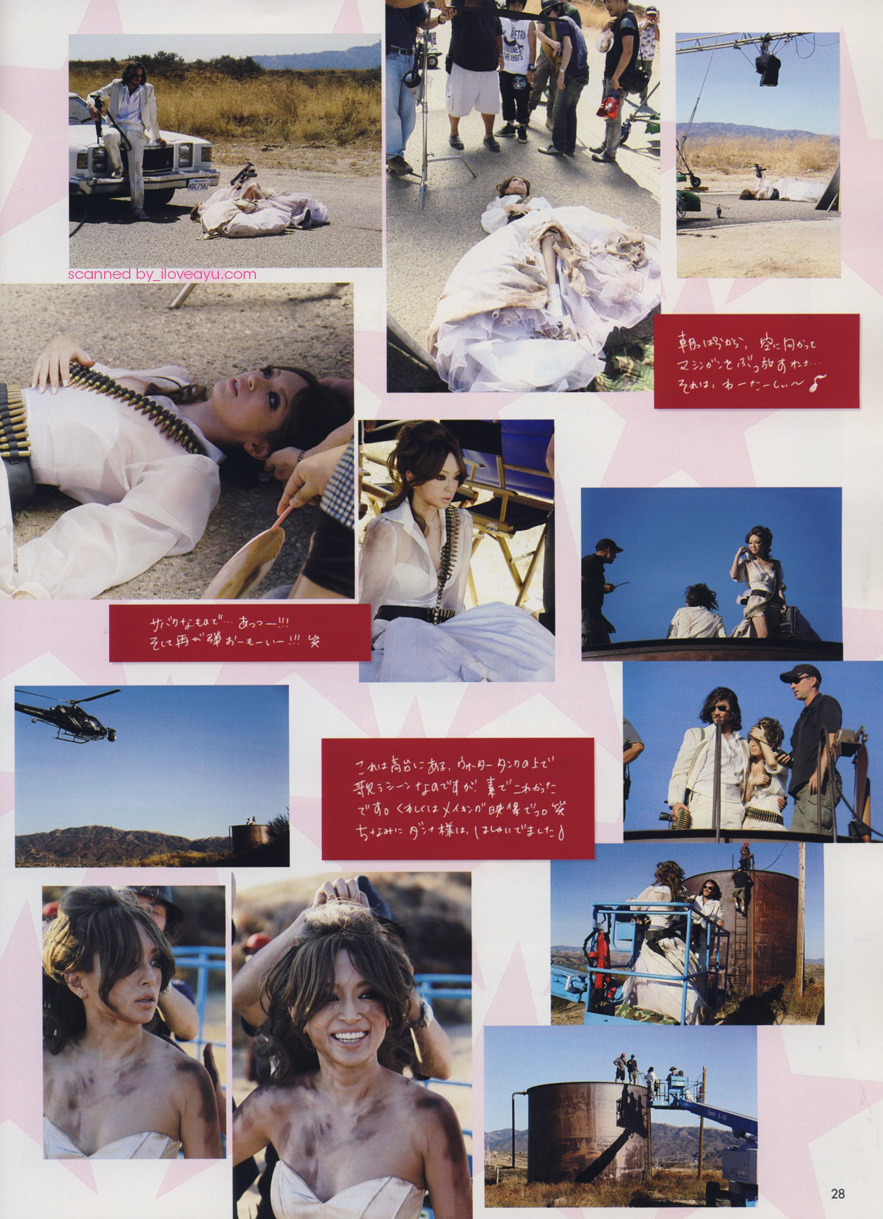 scanned by_iloveayu.com
朝っぱらから、空に向かって
マシンガンをぶっ放すオンナ…
それは、わーたーしぃ〜♪
サバクなもので…あっつー!!!
そして再び弾おーもーいー!!! 笑
これは高台にある、ウォータータンクの上で
歌うシーンなのですが、素でこわかった
です。くわしくはメイキング映像でっ。笑
ちなみにダンナ様は、はしゃいでました♪
28